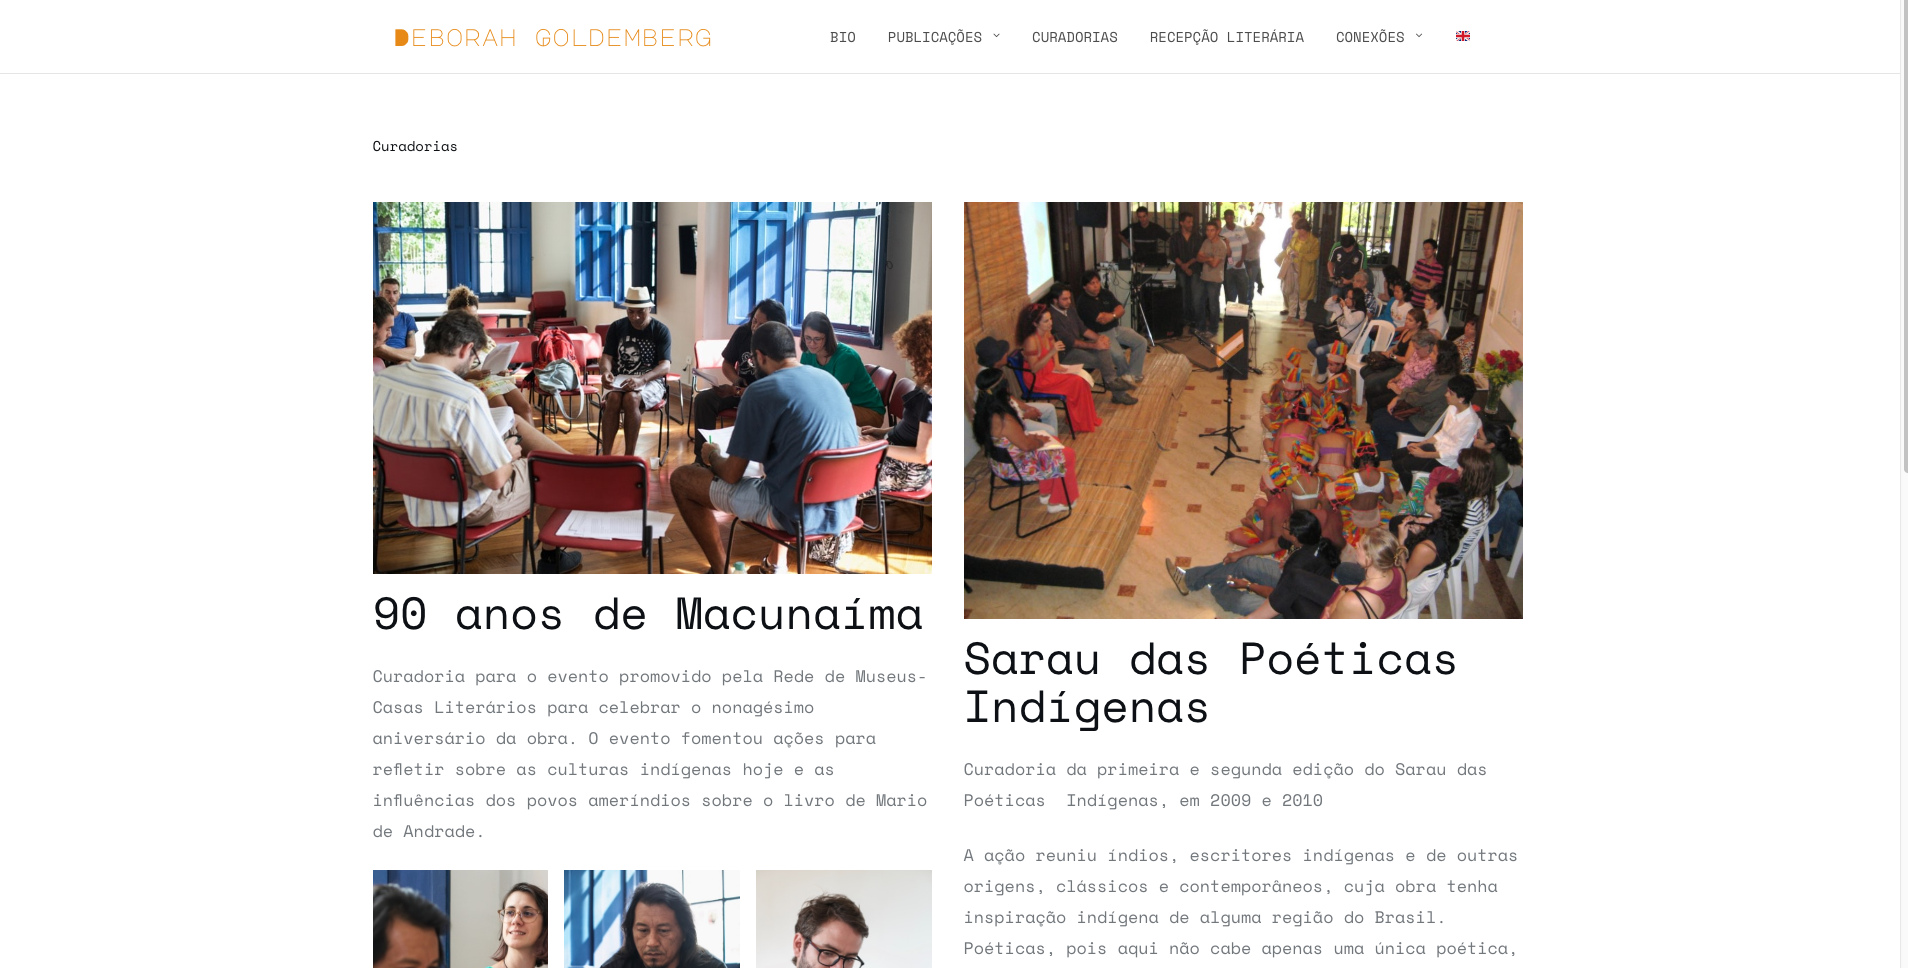 DEBORAH GOLDEMBERG
BIO PUBLICAÇÕES CURADORIAS RECEPÇÃO LITERÁRIA CONEXÕES
Curadorias
90 anos de Macunaíma
Curadoria para o evento promovido pela Rede de Museus-
Casas Literários para celebrar o nonagésimo
aniversário da obra. O evento fomentou ações para
refletir sobre as culturas indígenas hoje e as
influências dos povos ameríndios sobre o livro de Mario
de Andrade.
Sarau das Poéticas
Indígenas
Curadoria da primeira e segunda edição do Sarau das
Poéticas  Indígenas, em 2009 e 2010
A ação reuniu índios, escritores indígenas e de outras
origens, clássicos e contemporâneos, cuja obra tenha
inspiração indígena de alguma região do Brasil.
Poéticas, pois aqui não cabe apenas uma única poética,